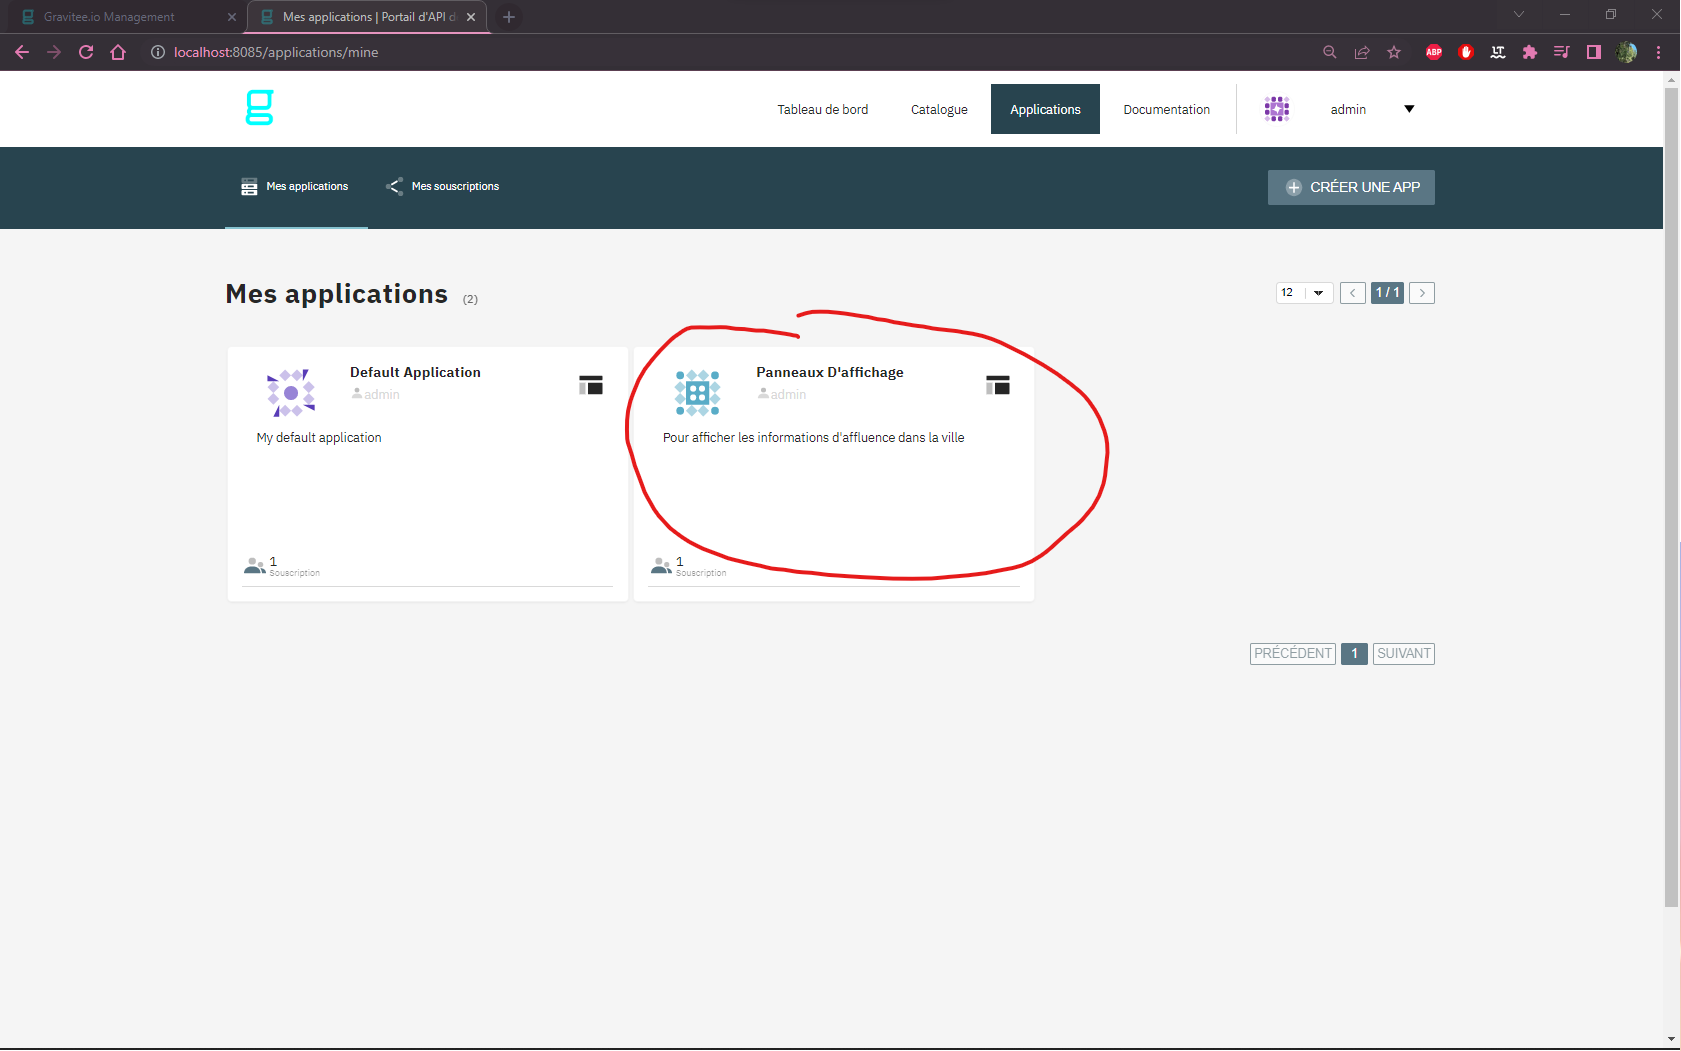 Gravitee.io Management
Mes applications | Portail d'API d
localhost:8085/applications/mine
ABP
LT
g
Tableau de bord
Catalogue
Applications
Documentation
admin
Mes applications
Mes souscriptions
CRÉER UNE APP
Mes applications (2)
12
1 / 1
Default Application
admin
My default application
1
Souscription
Panneaux D'affichage
admin
Pour afficher les informations d'affluence dans la ville
1
Souscription
PRÉCÉDENT 1 SUIVANT